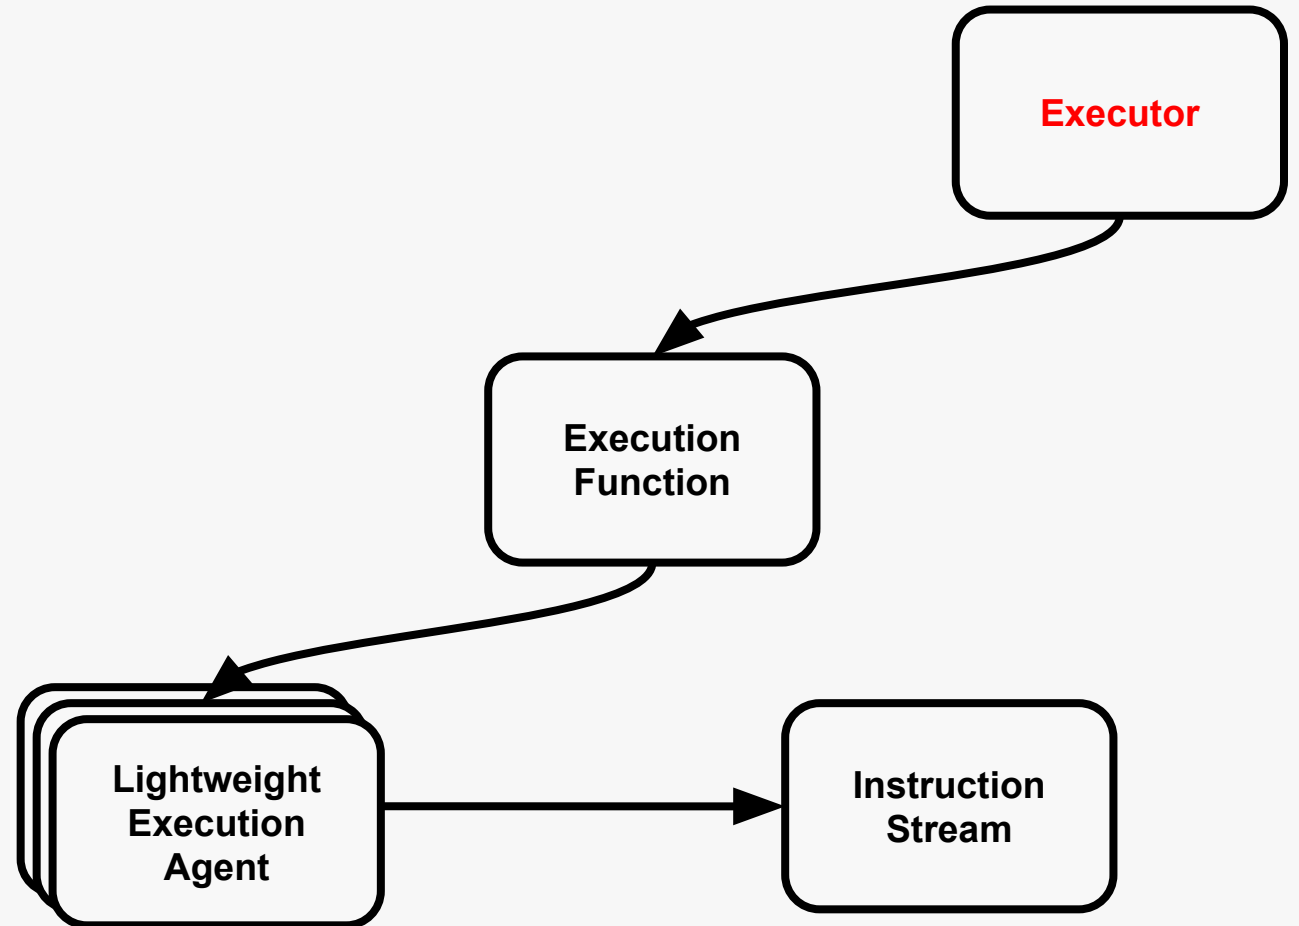 Executor
Execution
Function
Lightweight
Execution
Agent
Instruction
Stream